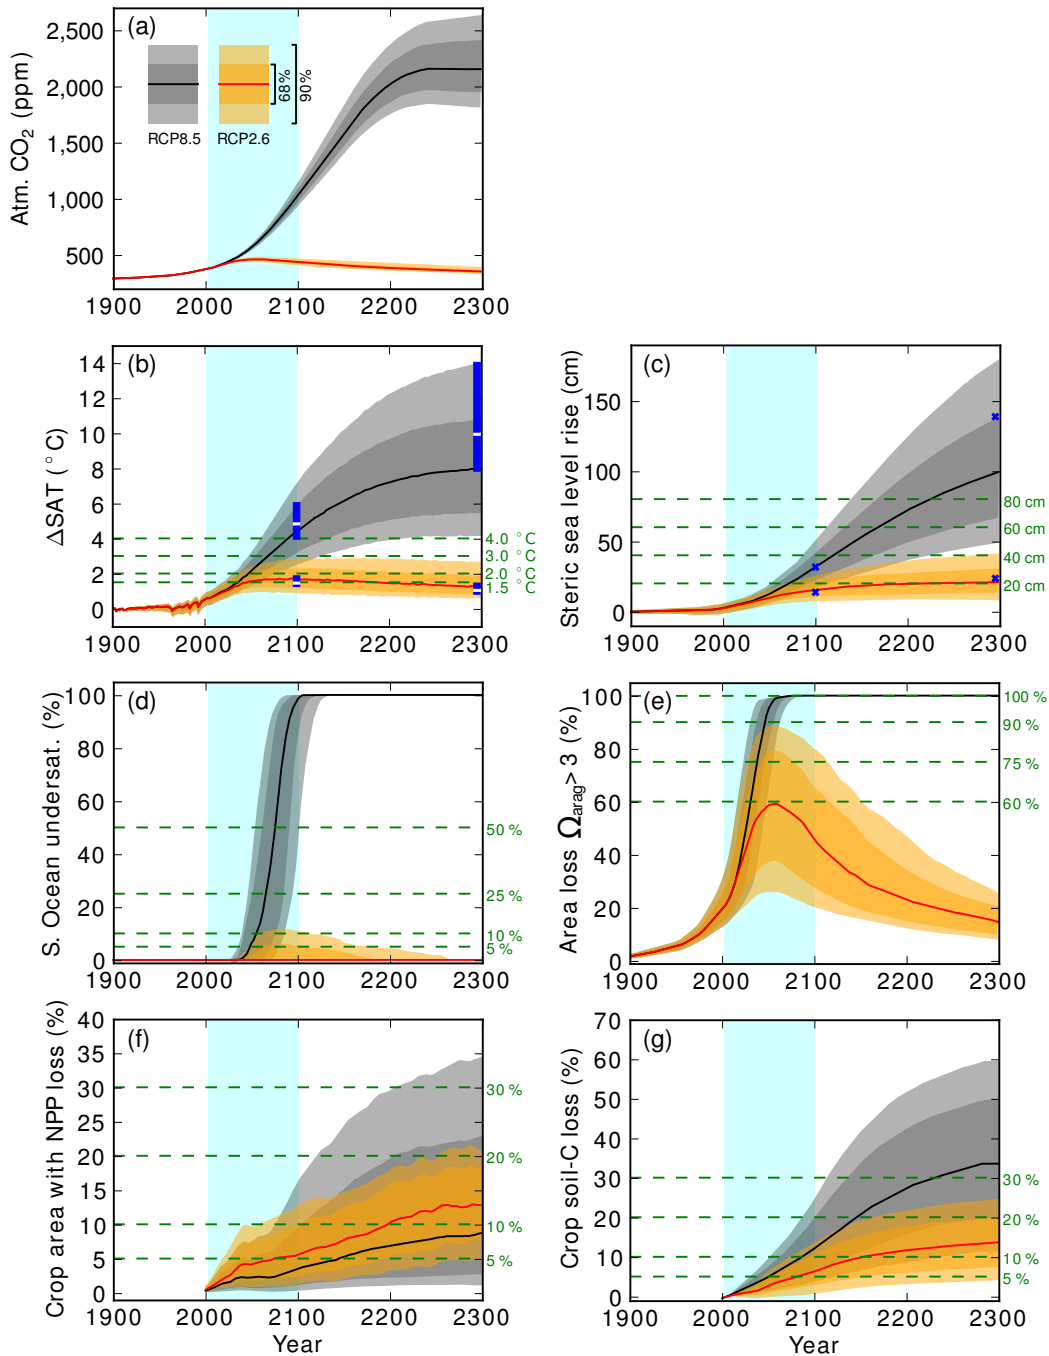 (a)
Atm. CO2 (ppm)
2,500
2,000
1,500
1,000
500
RCP8.5
RCP2.6
68%
90%
1900 2000 2100 2200 2300
(b)
ΔSAT (°C)
14
12
10
8
6
4
2
0
4.0 °C
3.0 °C
2.0 °C
1.5 °C
1900 2000 2100 2200 2300
(c)
Steric sea level rise (cm)
150
100
50
0
80 cm
60 cm
40 cm
20 cm
1900 2000 2100 2200 2300
(d)
S. Ocean undersat. (%)
100
80
60
40
20
0
50 %
25 %
10 %
5 %
1900 2000 2100 2200 2300
(e)
Area loss Ωarag> 3 (%)
100
80
60
40
20
0
100 %
90 %
75 %
60 %
1900 2000 2100 2200 2300
(f)
Crop area with NPP loss (%)
40
35
30
25
20
15
10
5
0
30 %
20 %
10 %
5 %
1900 2000 2100 2200 2300
Year
(g)
Crop soil-C loss (%)
70
60
50
40
30
20
10
0
30 %
20 %
10 %
5 %
1900 2000 2100 2200 2300
Year